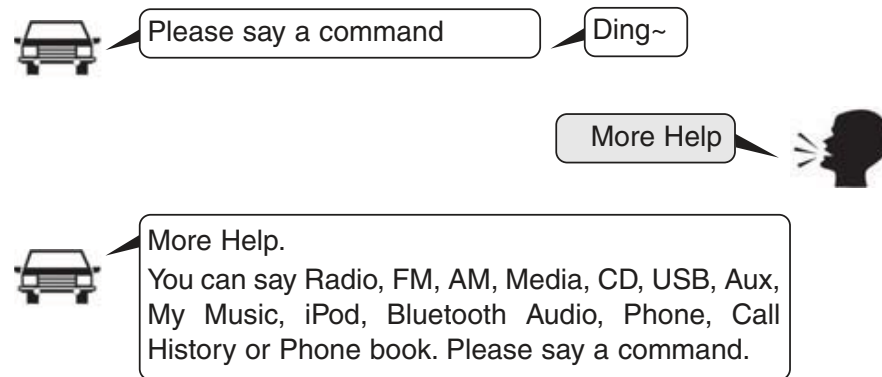 Please say a command
Ding~
More Help
More Help.
You can say Radio, FM, AM, Media, CD, USB, Aux,
My Music, iPod, Bluetooth Audio, Phone, Call
History or Phone book. Please say a command.